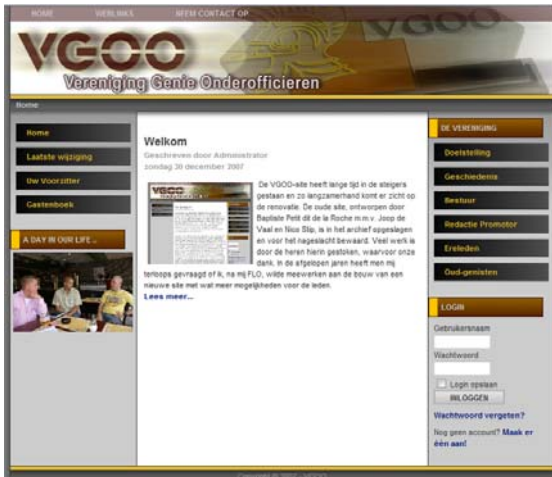 HOME WEBLINKS NEEM CONTACT OP
VGOO
Vereniging Genie Onderofficieren
Home
Home
Laatste wijziging
Uw Voorzitter
Gastenboek
A DAY IN OUR LIFE ..
Welkom
Geschreven door Administrator
zondag 30 december 2007
De VGOO-site heeft lange tijd in de steigers
gestaan en zo langzamerhand komt er zicht op
de renovatie. De oude site, ontworpen door
Baptiste Petit dit de la Roche m.m.v. Joop de
Vaal en Nico Slip, is in het archief opgeslagen
en voor het nageslacht bewaard. Veel werk is
door de heren hierin gestoken, waarvoor onze
dank. In de afgelopen jaren heeft men mij
terloops gevraagd of ik, na mij FLO, wilde meewerken aan de bouw van een
nieuwe site met wat meer mogelijkheden voor de leden.
Lees meer...
DE VERENIGING
Doelstelling
Geschiedenis
Bestuur
Redactie Promotor
Ereleden
Oud-genisten
LOGIN
Gebruikersnaam
Wachtwoord
Login opslaan
INLOGGEN
Wachtwoord vergeten?
Nog geen account? Maak er
één aan!
Copyright © 2007 - VGOO